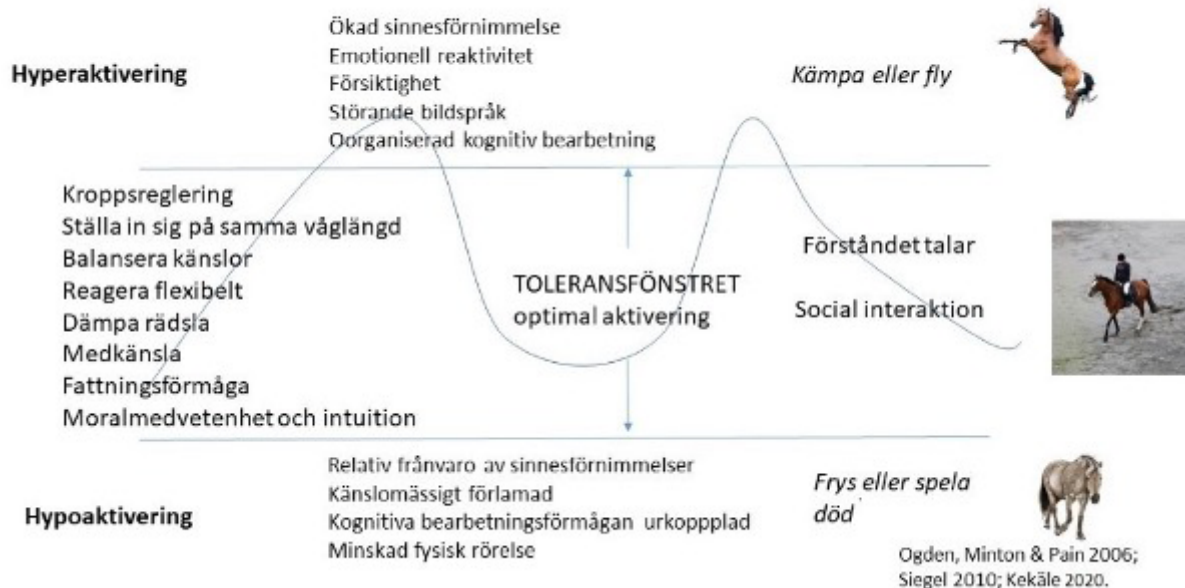 Ökad sinnesförnimmelse
Emotionell reaktivitet
Hyperaktivering
Försiktighet
Kämpa eller fly
Störande bildspråk
Oorganiserad kognitiv bearbetning
Kroppsreglering
Ställa in sig på samma våglängd
Balansera känslor
Reagera flexibelt
Dämpa rädsla
Medkänsla
Fattningsförmåga
Moralmedvetenhet och intuition
TOLERANSFÖNSTRET
optimal aktivering
Förståndet talar
Social interaktion
Relativ frånvaro av sinnesförnimmelser
Känslomässigt förlamad
Hypoaktivering
Kognitiva bearbetningsförmågan urkoppplad
Minskad fysisk rörelse
Frys eller spela
död
Ogden, Minton & Pain 2006;
Siegel 2010; Kekäle 2020.